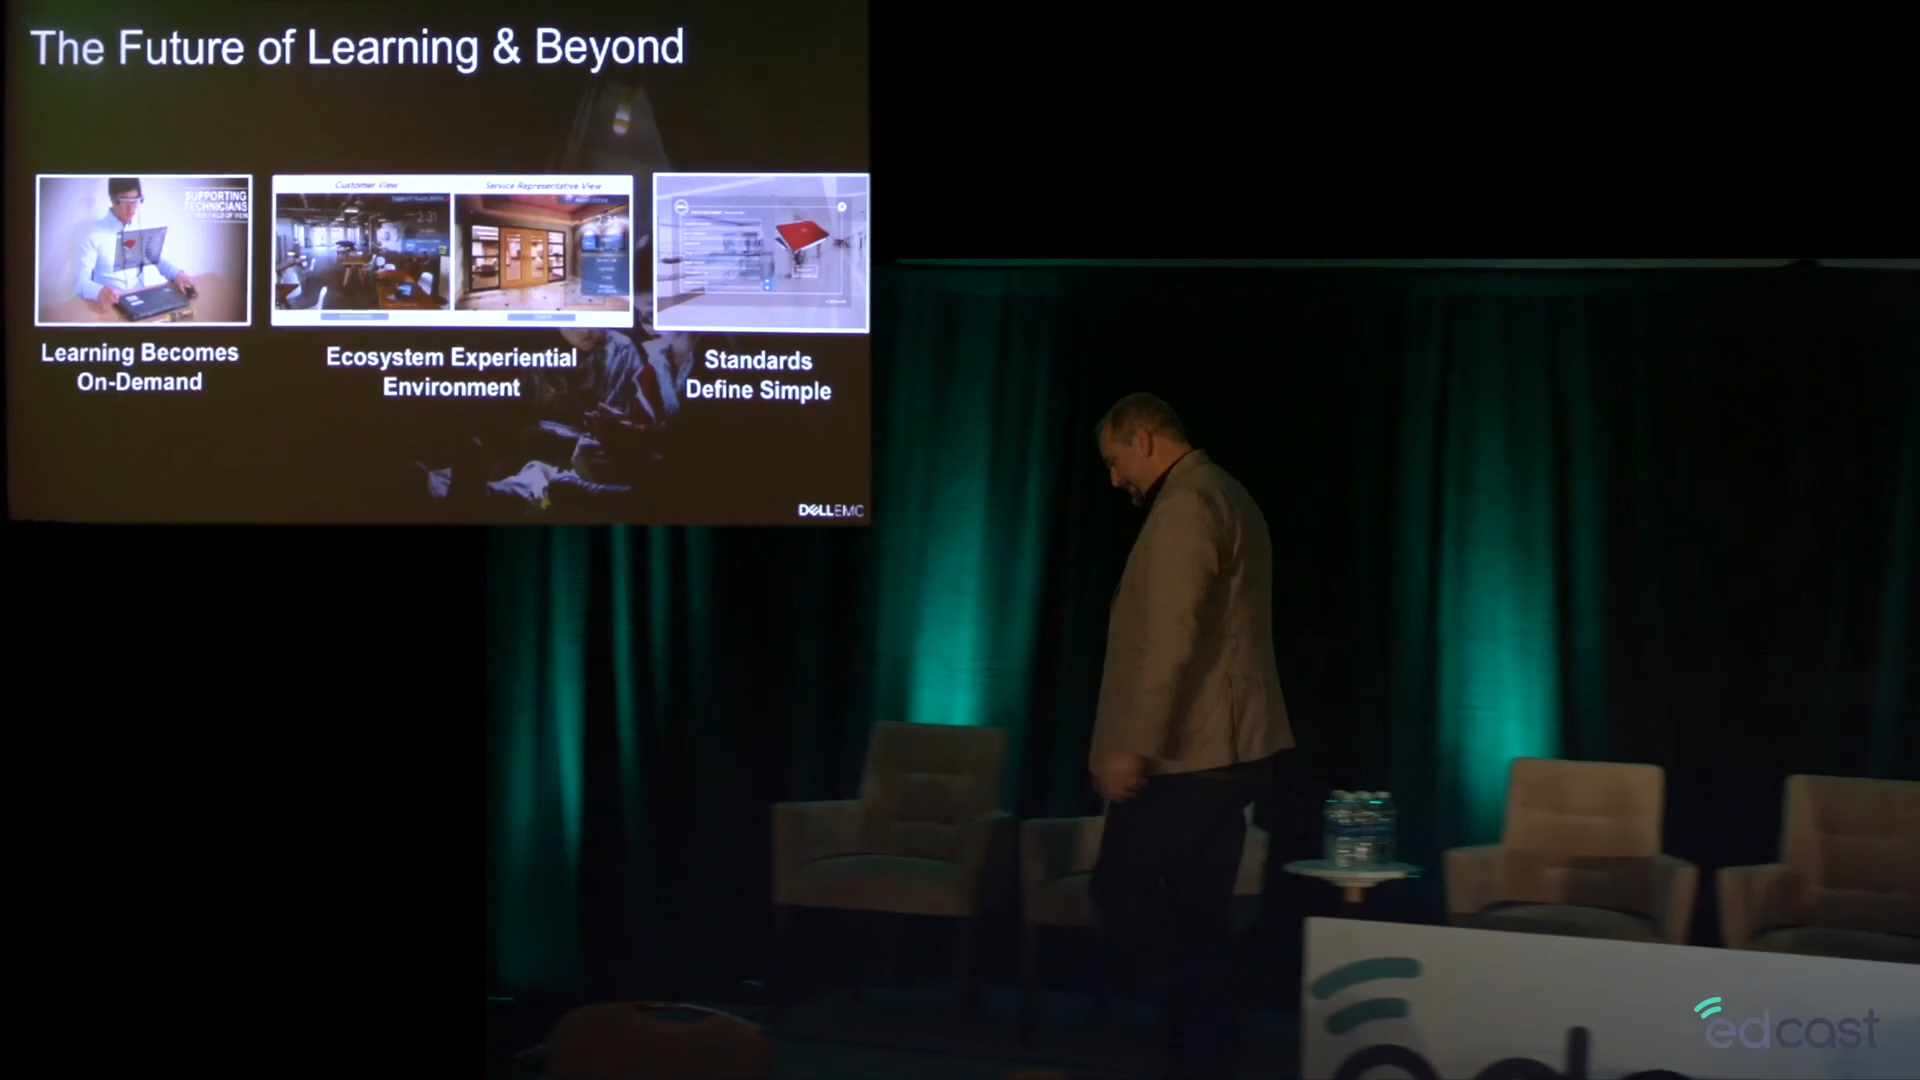 The Future of Learning & Beyond
SUPPORTING
TECHNICIANS
Customer View
Service Representative View
Learning Becomes
On-Demand
Ecosystem Experiential
Environment
Standards
Define Simple
DELLEMC
edcast